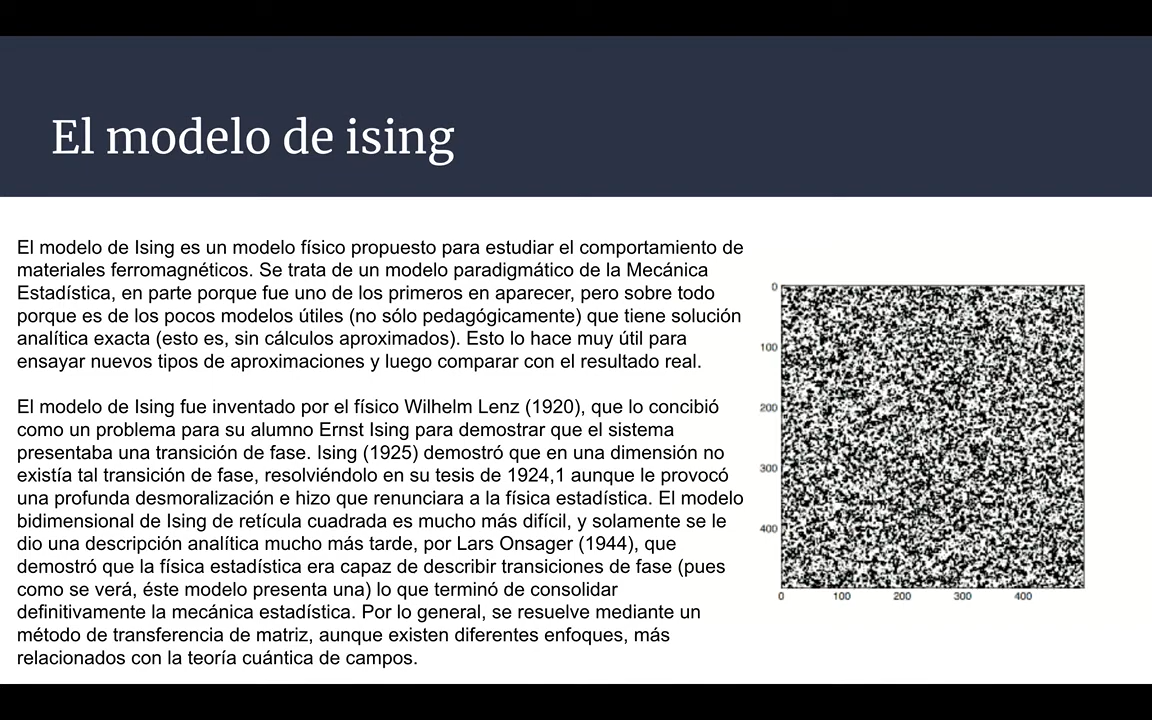 El modelo de ising
El modelo de Ising es un modelo físico propuesto para estudiar el comportamiento de
materiales ferromagnéticos. Se trata de un modelo paradigmático de la Mecánica
Estadística, en parte porque fue uno de los primeros en aparecer, pero sobre todo
porque es de los pocos modelos útiles (no sólo pedagógicamente) que tiene solución
analítica exacta (esto es, sin cálculos aproximados). Esto lo hace muy útil para
ensayar nuevos tipos de aproximaciones y luego comparar con el resultado real.
El modelo de Ising fue inventado por el físico Wilhelm Lenz (1920), que lo concibió
como un problema para su alumno Ernst Ising para demostrar que el sistema
presentaba una transición de fase. Ising (1925) demostró que en una dimensión no
existía tal transición de fase, resolviéndolo en su tesis de 1924,1 aunque le provocó
una profunda desmoralización e hizo que renunciara a la física estadística. El modelo
bidimensional de Ising de retícula cuadrada es mucho más difícil, y solamente se le
dio una descripción analítica mucho más tarde, por Lars Onsager (1944), que
demostró que la física estadística era capaz de describir transiciones de fase (pues
como se verá, éste modelo presenta una) lo que terminó de consolidar
definitivamente la mecánica estadística. Por lo general, se resuelve mediante un
método de transferencia de matriz, aunque existen diferentes enfoques, más
relacionados con la teoría cuántica de campos.
0
100
200
300
400
0 100 200 300 400